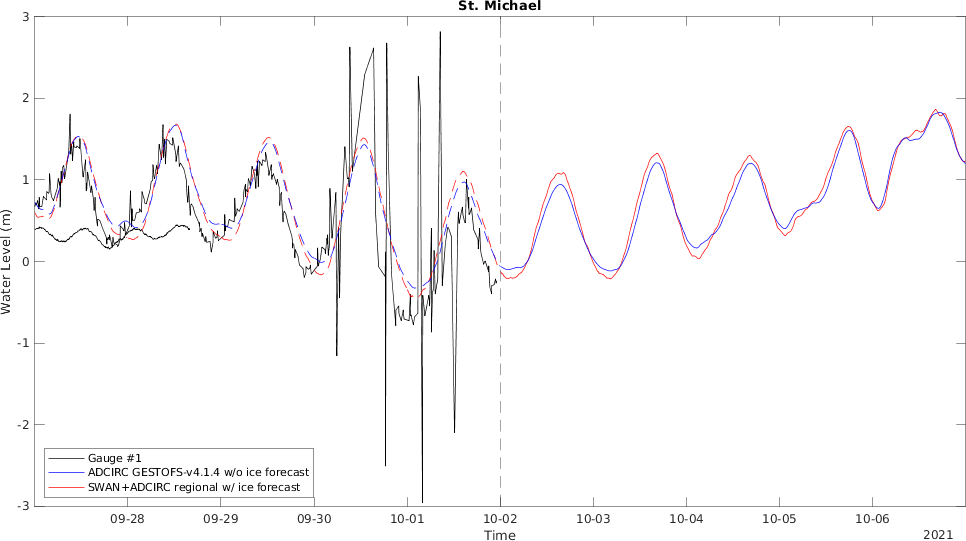 St. Michael
3
2
1
0
-1
-2
-3
Water Level (m)
Gauge #1
ADCIRC GESTOFS-v4.1.4 w/o ice forecast
SWAN+ADCIRC regional w/ ice forecast
09-28 09-29 09-30 10-01 10-02 10-03 10-04 10-05 10-06
Time
2021